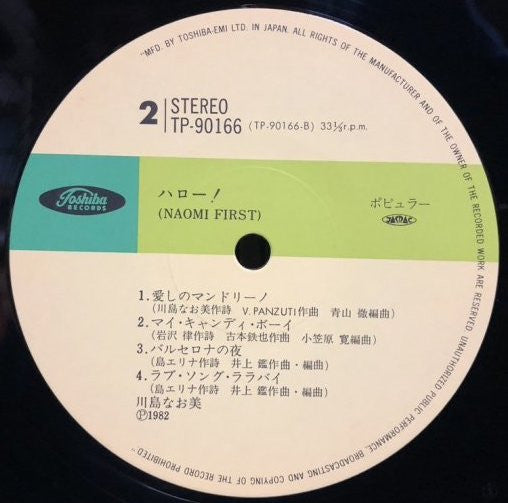 "MFD. BY TOSHIBA-EMI LTD. IN JAPAN. ALL RIGHTS OF THE MANUFACTURER AND OF THE OWNER OF THE RECORDED WORK ARE RESERVED UNAUTHORIZED PUBLIC PERFORMANCE, BROADCASTING AND COPYING OF THE RECORD PROHIBITED"
2 STEREO
TP-90166 (TP-90166-B) 33⅓r.p.m.
Toshiba
RECORDS
ハロー!
(NAOMI FIRST)
ポピュラー
JASRAC
1.愛しのマンドリーノ
(川島なお美作詩 V.PANZUTI作曲 青山 徹編曲)
2.マイ・キャンディ・ボーイ
(岩沢 律作詩 古本鉄也作曲 小笠原 寛編曲)
3.バルセロナの夜
(島エリナ作詩 井上 鑑作曲・編曲)
4.ラブ・ソング・ララバイ
(島エリナ作詩 井上 鑑作曲・編曲)
川島なお美
Ⓟ1982